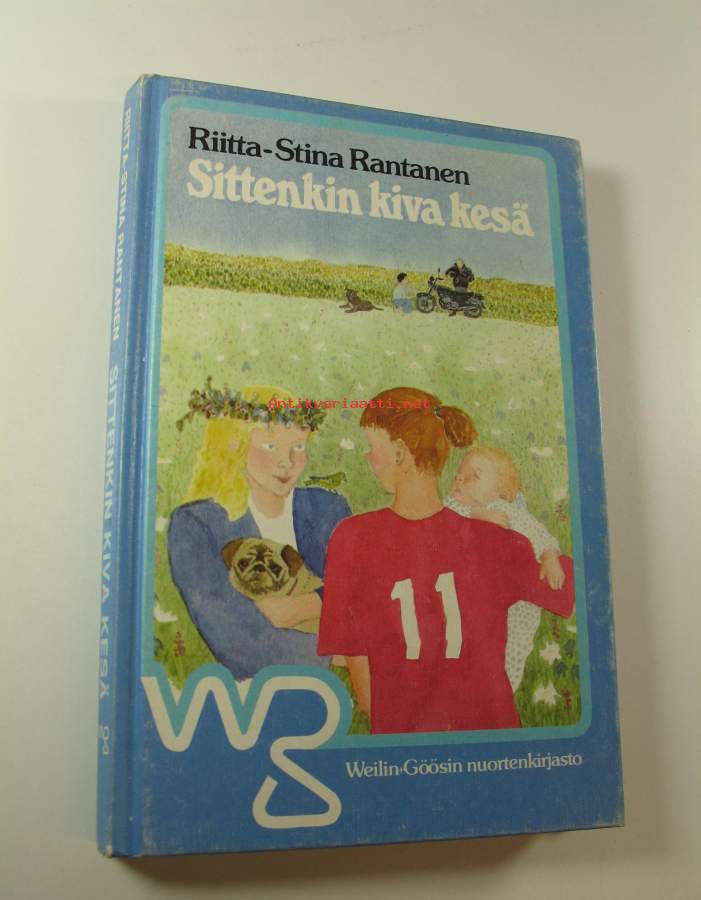 Riitta-Stina Rantanen
Sittenkin kiva kesä
Antikvariaatti.net
11
Weilin+Göösin nuortenkirjasto
RIITTA-STINA RANTANEN SITTENKIN KIVA KESÄ